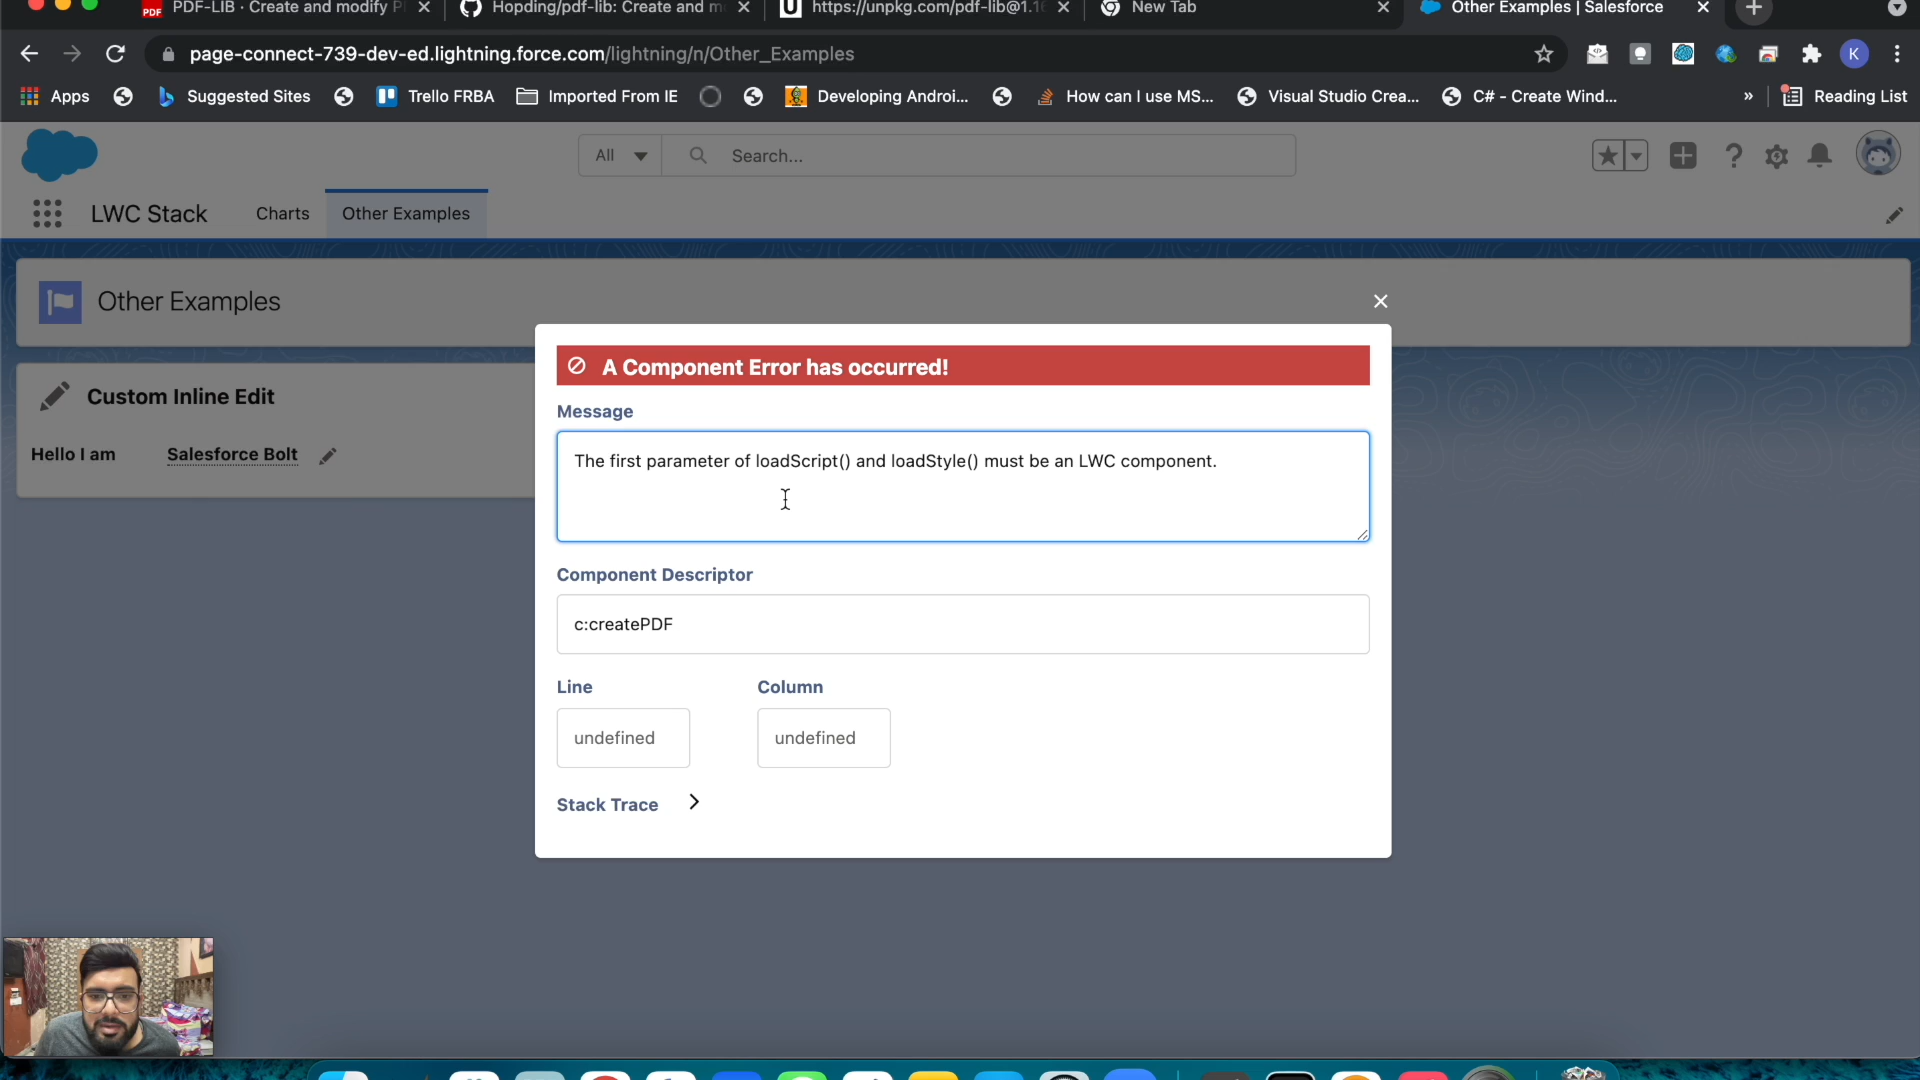 PDF
PDF-LIB · Create and modify P
Hopding/pdf-lib: Create and m
https://unpkg.com/pdf-lib@1.1
New Tab
Other Examples | Salesforce
page-connect-739-dev-ed.lightning.force.com/lightning/n/Other_Examples
K
Apps
Suggested Sites
Trello FRBA
Imported From IE
Developing Androi...
How can I use MS...
Visual Studio Crea...
C# - Create Wind...
»
Reading List
All
Search...
LWC Stack
Charts
Other Examples
Other Examples
Custom Inline Edit
Hello I am
Salesforce Bolt
A Component Error has occurred!
Message
The first parameter of loadScript() and loadStyle() must be an LWC component.
Component Descriptor
c:createPDF
Line
Column
undefined
undefined
Stack Trace